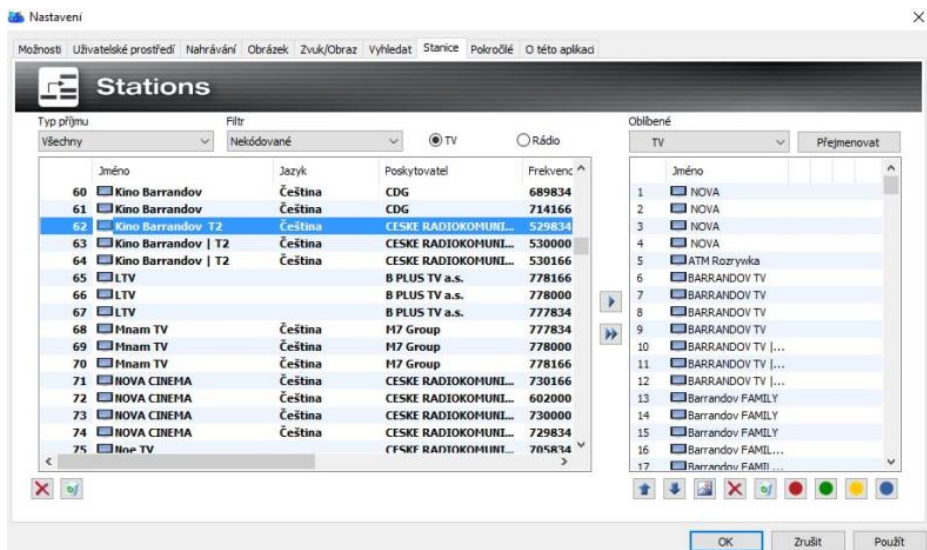 Nastavení
Možnosti Uživatelské prostředí Nahrávání Obrázek Zvuk/Obraz Vyhledat Stanice Pokročilé O této aplikaci
Stations
Typ příjmu Filtr Oblíbené
Všechny Nekódované TV Rádio TV Přejmenovat
Jméno Jazyk Poskytovatel Frekvenc
60 Kino Barrandov Čeština CDG 689834
61 Kino Barrandov Čeština CDG 714166
62 Kino Barrandov T2 Čeština CESKE RADIOKOMUNI... 529834
63 Kino Barrandov | T2 Čeština CESKE RADIOKOMUNI... 530000
64 Kino Barrandov | T2 Čeština CESKE RADIOKOMUNI... 530166
65 LTV B PLUS TV a.s. 778166
66 LTV B PLUS TV a.s. 778000
67 LTV B PLUS TV a.s. 777834
68 Mnam TV Čeština M7 Group 777834
69 Mnam TV Čeština M7 Group 778000
70 Mnam TV Čeština M7 Group 778166
71 NOVA CINEMA Čeština CESKE RADIOKOMUNI... 730166
72 NOVA CINEMA Čeština CESKE RADIOKOMUNI... 602000
73 NOVA CINEMA Čeština CESKE RADIOKOMUNI... 730000
74 NOVA CINEMA Čeština CESKE RADIOKOMUNI... 729834
75 Noe TV Čeština CESKE RADIOKOMUNI... 705834
Jméno
1 NOVA
2 NOVA
3 NOVA
4 NOVA
5 ATM Rozrywka
6 BARRANDOV TV
7 BARRANDOV TV
8 BARRANDOV TV
9 BARRANDOV TV
10 BARRANDOV TV |...
11 BARRANDOV TV |...
12 BARRANDOV TV |...
13 Barrandov FAMILY
14 Barrandov FAMILY
15 Barrandov FAMILY
16 Barrandov FAMIL...
17 Barrandov FAMIL...
OK Zrušit Použít